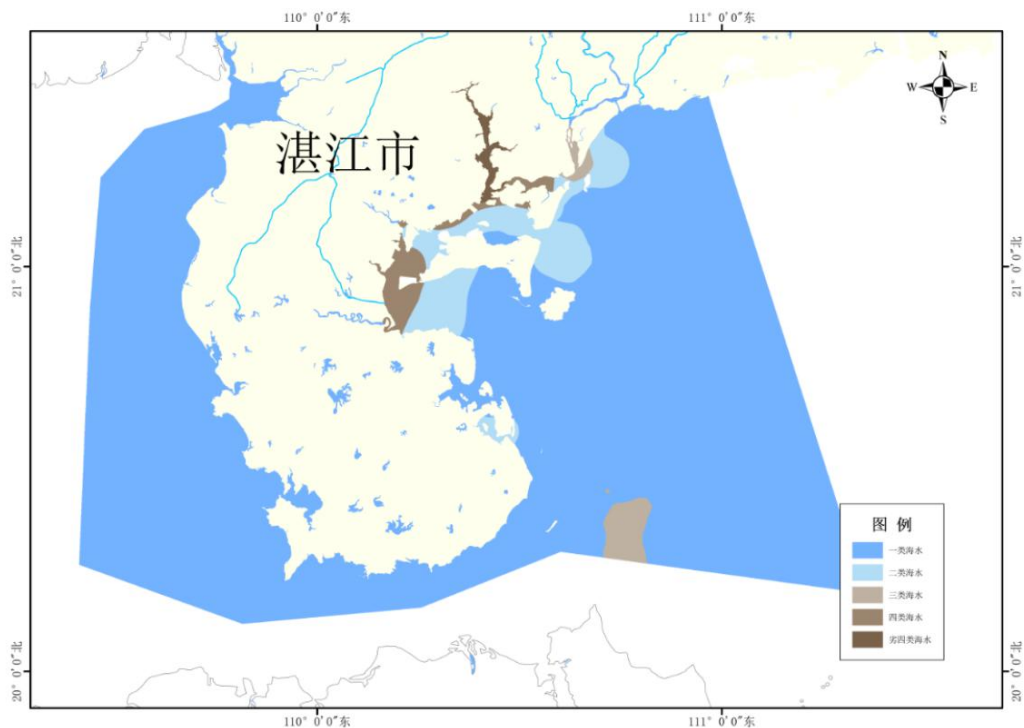 110° 0′0″东
111° 0′0″东
N
W
E
S
湛江市
21° 0′0″北
21° 0′0″北
图 例
一类海水
二类海水
三类海水
四类海水
劣四类海水
20° 0′0″北
20° 0′0″北
110° 0′0″东
111° 0′0″东